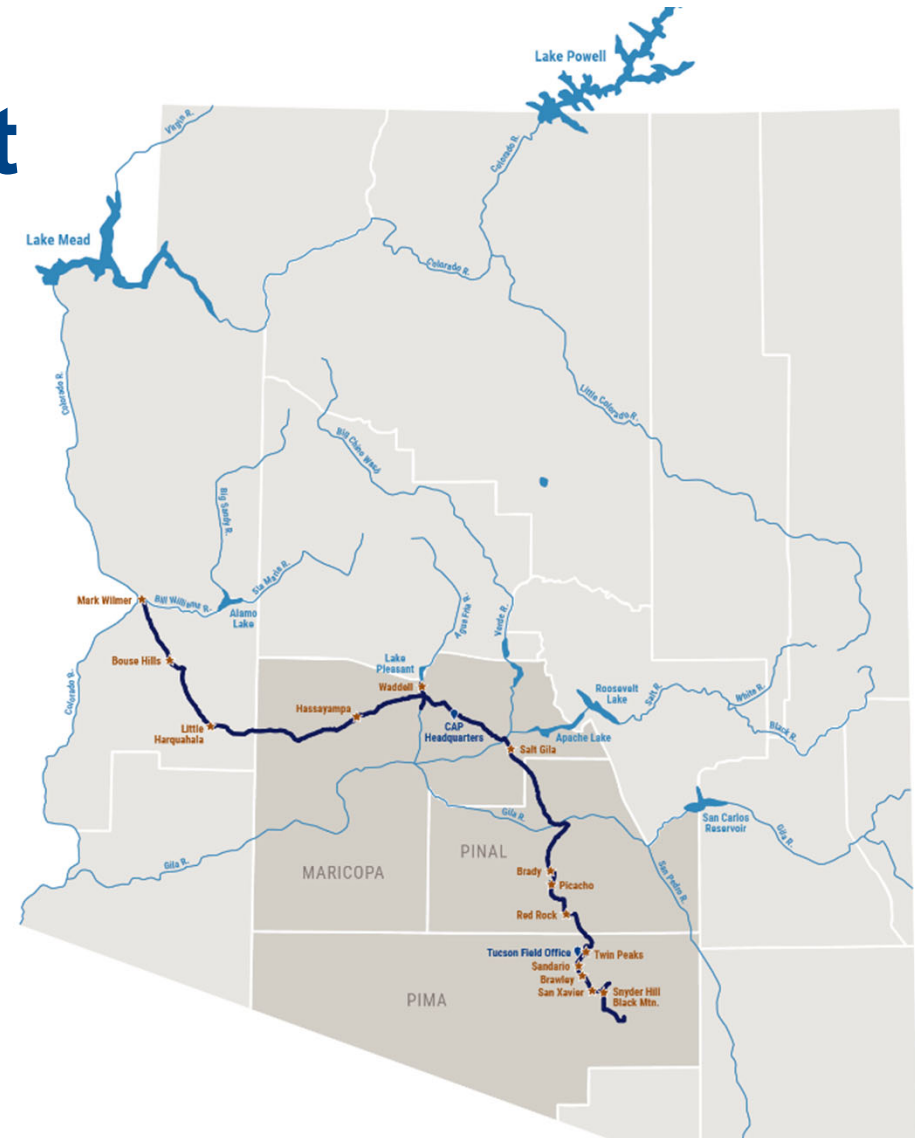 t
Lake Powell
Virgin R.
Colorado R.
Lake Mead
Colorado R.
Colorado R.
Little Colorado R.
Big Chino Wash
Big Sandy R.
Sta Maria R.
Mark Wilmer
Bill Williams R.
Alamo
Lake
Agua Fria R.
Verde R.
Bouse Hills
Lake
Pleasant
Waddell
Colorado R.
Roosevelt
Lake
Salt R.
White R.
Hassayampa
Little
Harquahala
CAP
Headquarters
Apache Lake
Black R.
Salt Gila
San Carlos
Reservoir
Gila R.
Gila R.
Gila R.
PINAL
MARICOPA
Brady
Picacho
San Pedro R.
Red Rock
Tucson Field Office
Twin Peaks
Sandario
Brawley
San Xavier
Snyder Hill
Black Mtn.
PIMA